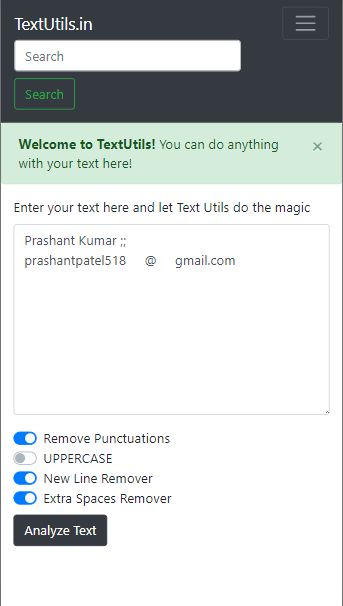 TextUtils.in
Search
Search
Welcome to TextUtils! You can do anything
with your text here!
×
Enter your text here and let Text Utils do the magic
Prashant Kumar ;;
prashantpatel518     @     gmail.com
Remove Punctuations
UPPERCASE
New Line Remover
Extra Spaces Remover
Analyze Text